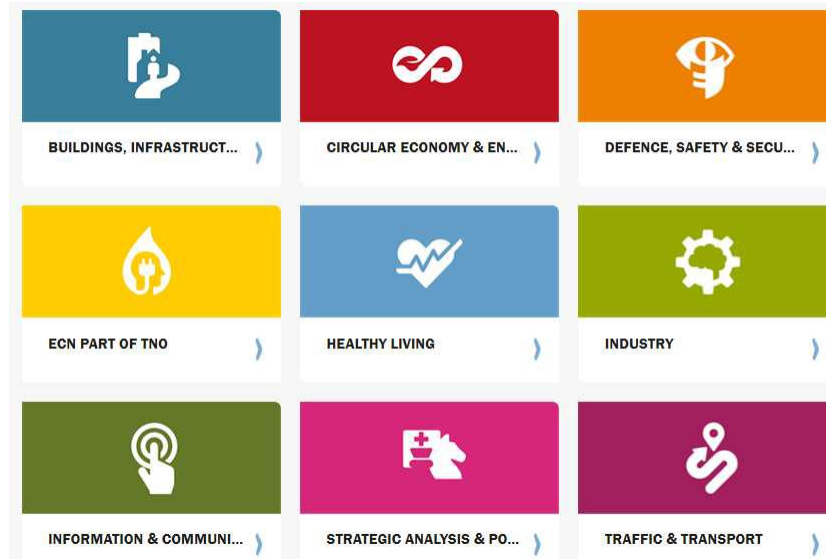 BUILDINGS, INFRASTRUCT...
CIRCULAR ECONOMY & EN...
DEFENCE, SAFETY & SECU...
ECN PART OF TNO
HEALTHY LIVING
INDUSTRY
INFORMATION & COMMUNI...
STRATEGIC ANALYSIS & PO...
TRAFFIC & TRANSPORT